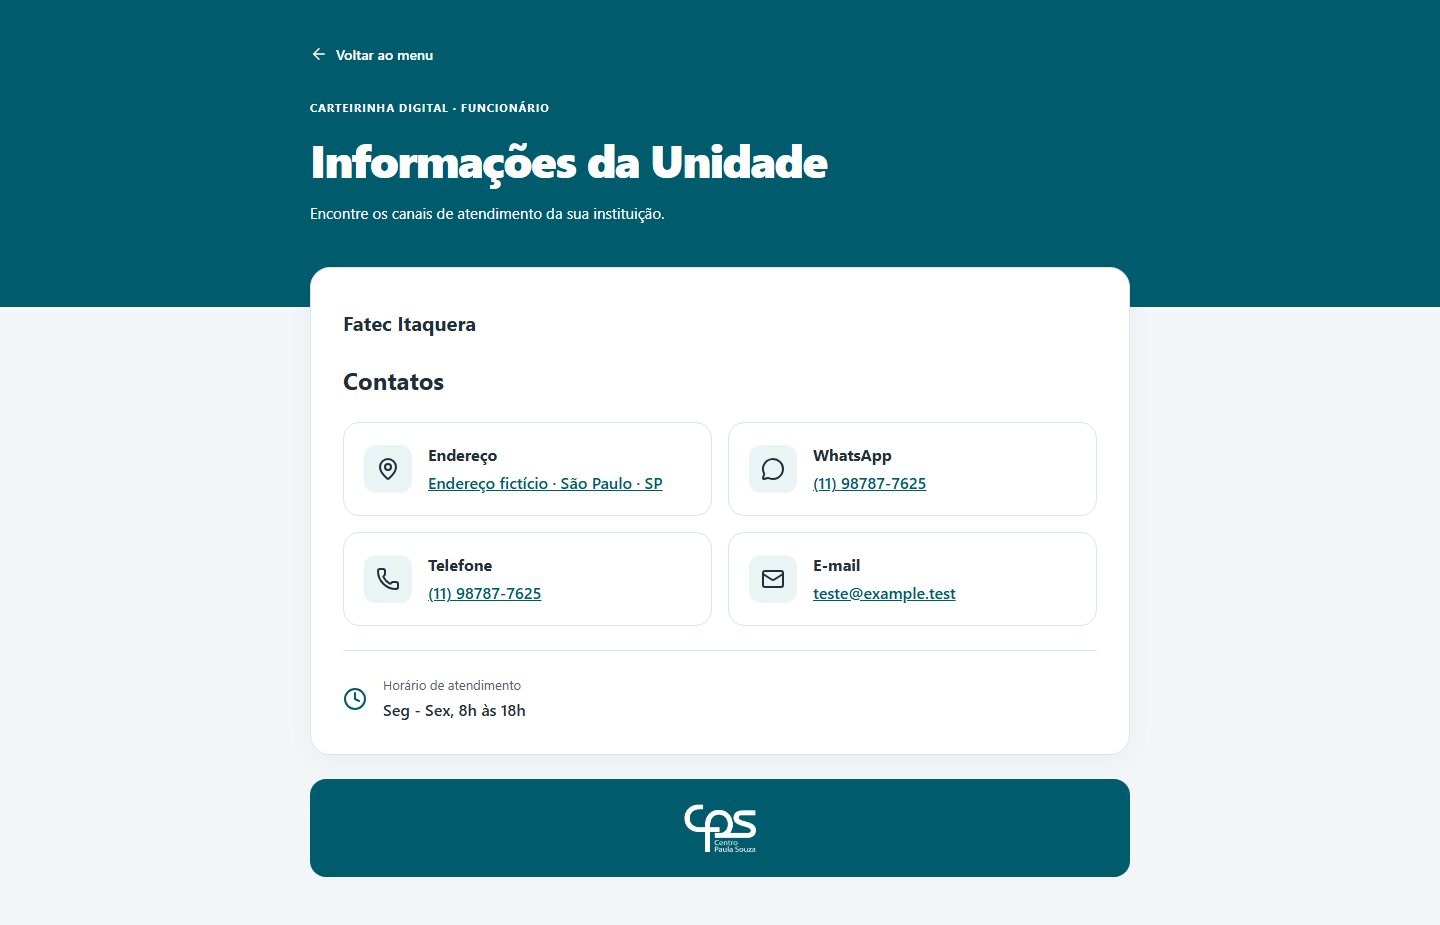 Voltar ao menu
CARTEIRINHA DIGITAL · FUNCIONÁRIO
Informações da Unidade
Encontre os canais de atendimento da sua instituição.
Fatec Itaquera
Contatos
Endereço
Endereço fictício · São Paulo · SP
WhatsApp
(11) 98787-7625
Telefone
(11) 98787-7625
E-mail
teste@example.test
Horário de atendimento
Seg - Sex, 8h às 18h
cps
Centro
Paula Souza